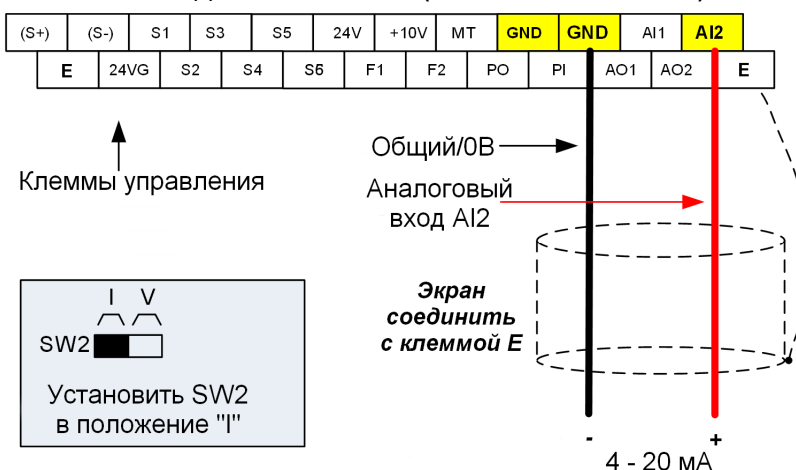 (S+) (S-) S1 S3 S5 24V +10V MT GND GND AI1 AI2
E 24VG S2 S4 S6 F1 F2 PO PI AO1 AO2 E
Общий/0В
Клеммы управления
Аналоговый
вход AI2
I V
SW2
Установить SW2
в положение "I"
Экран
соединить
с клеммой E
- +
4 - 20 мА